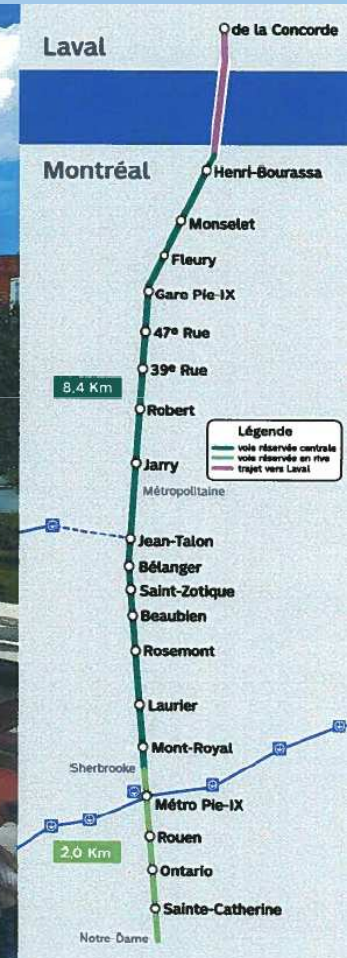 Laval
de la Concorde
Montréal
Henri-Bourassa
Monselet
Fleury
Gare Pie-IX
47e Rue
39e Rue
8,4 Km
Robert
Légende
voie réservée centrale
voie réservée en rive
trajet vers Laval
Jarry
Métropolitaine
Jean-Talon
Bélanger
Saint-Zotique
Beaubien
Rosemont
Laurier
Mont-Royal
Sherbrooke
Métro Pie-IX
Rouen
2,0 Km
Ontario
Sainte-Catherine
Notre-Dame